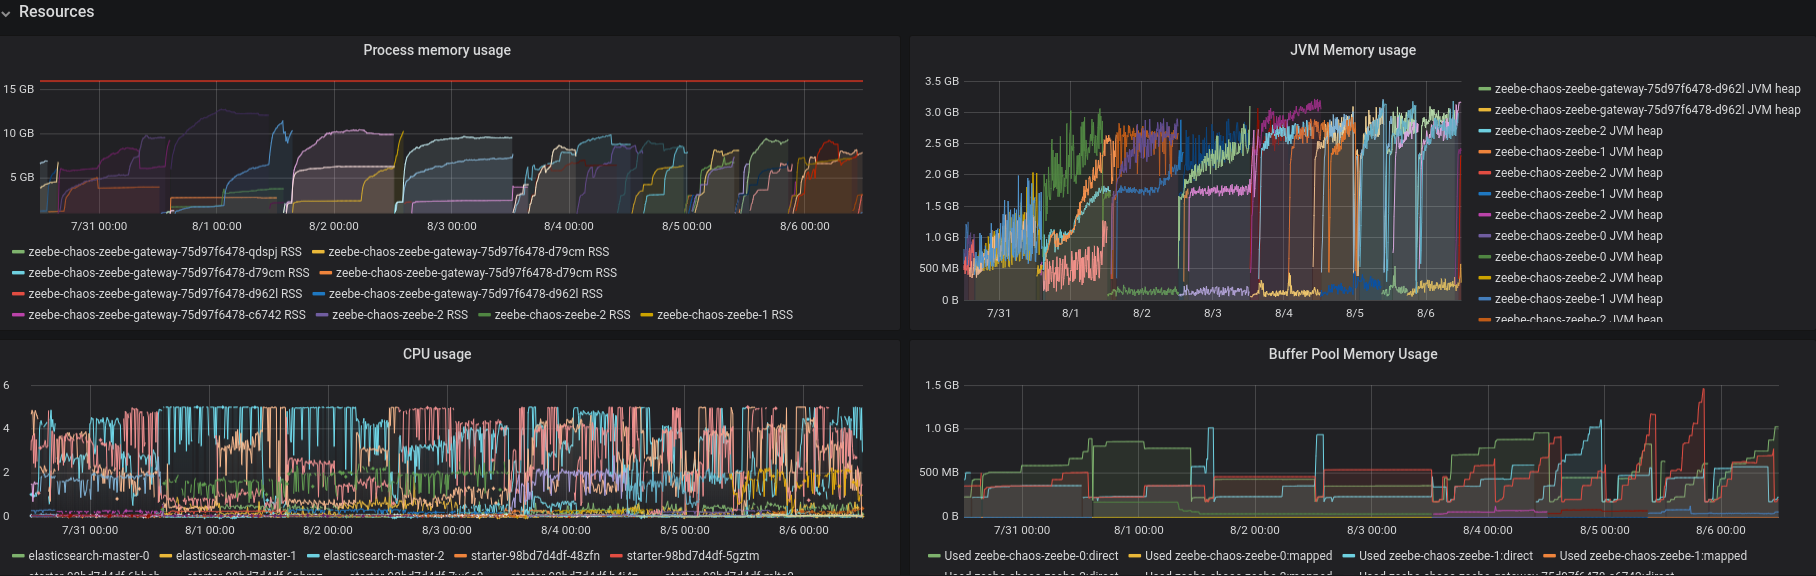 Resources
Process memory usage
15 GB
10 GB
5 GB
7/31 00:00 8/1 00:00 8/2 00:00 8/3 00:00 8/4 00:00 8/5 00:00 8/6 00:00
zeebe-chaos-zeebe-gateway-75d97f6478-qdspj RSS zeebe-chaos-zeebe-gateway-75d97f6478-d79cm RSS
zeebe-chaos-zeebe-gateway-75d97f6478-d79cm RSS zeebe-chaos-zeebe-gateway-75d97f6478-d79cm RSS
zeebe-chaos-zeebe-gateway-75d97f6478-d962l RSS zeebe-chaos-zeebe-gateway-75d97f6478-d962l RSS
zeebe-chaos-zeebe-gateway-75d97f6478-c6742 RSS zeebe-chaos-zeebe-2 RSS zeebe-chaos-zeebe-2 RSS zeebe-chaos-zeebe-1 RSS
JVM Memory usage
3.5 GB
3.0 GB
2.5 GB
2.0 GB
1.5 GB
1.0 GB
500 MB
0 B
7/31 8/1 8/2 8/3 8/4 8/5 8/6
zeebe-chaos-zeebe-gateway-75d97f6478-d962l JVM heap
zeebe-chaos-zeebe-gateway-75d97f6478-d962l JVM heap
zeebe-chaos-zeebe-2 JVM heap
zeebe-chaos-zeebe-1 JVM heap
zeebe-chaos-zeebe-2 JVM heap
zeebe-chaos-zeebe-1 JVM heap
zeebe-chaos-zeebe-2 JVM heap
zeebe-chaos-zeebe-0 JVM heap
zeebe-chaos-zeebe-0 JVM heap
zeebe-chaos-zeebe-2 JVM heap
zeebe-chaos-zeebe-1 JVM heap
zeebe-chaos-zeebe-2 JVM heap
CPU usage
6
4
2
0
7/31 00:00 8/1 00:00 8/2 00:00 8/3 00:00 8/4 00:00 8/5 00:00 8/6 00:00
elasticsearch-master-0 elasticsearch-master-1 elasticsearch-master-2 starter-98bd7d4df-48zfn starter-98bd7d4df-5gztm
Buffer Pool Memory Usage
1.5 GB
1.0 GB
500 MB
0 B
7/31 00:00 8/1 00:00 8/2 00:00 8/3 00:00 8/4 00:00 8/5 00:00 8/6 00:00
Used zeebe-chaos-zeebe-0:direct Used zeebe-chaos-zeebe-0:mapped Used zeebe-chaos-zeebe-1:direct Used zeebe-chaos-zeebe-1:mapped